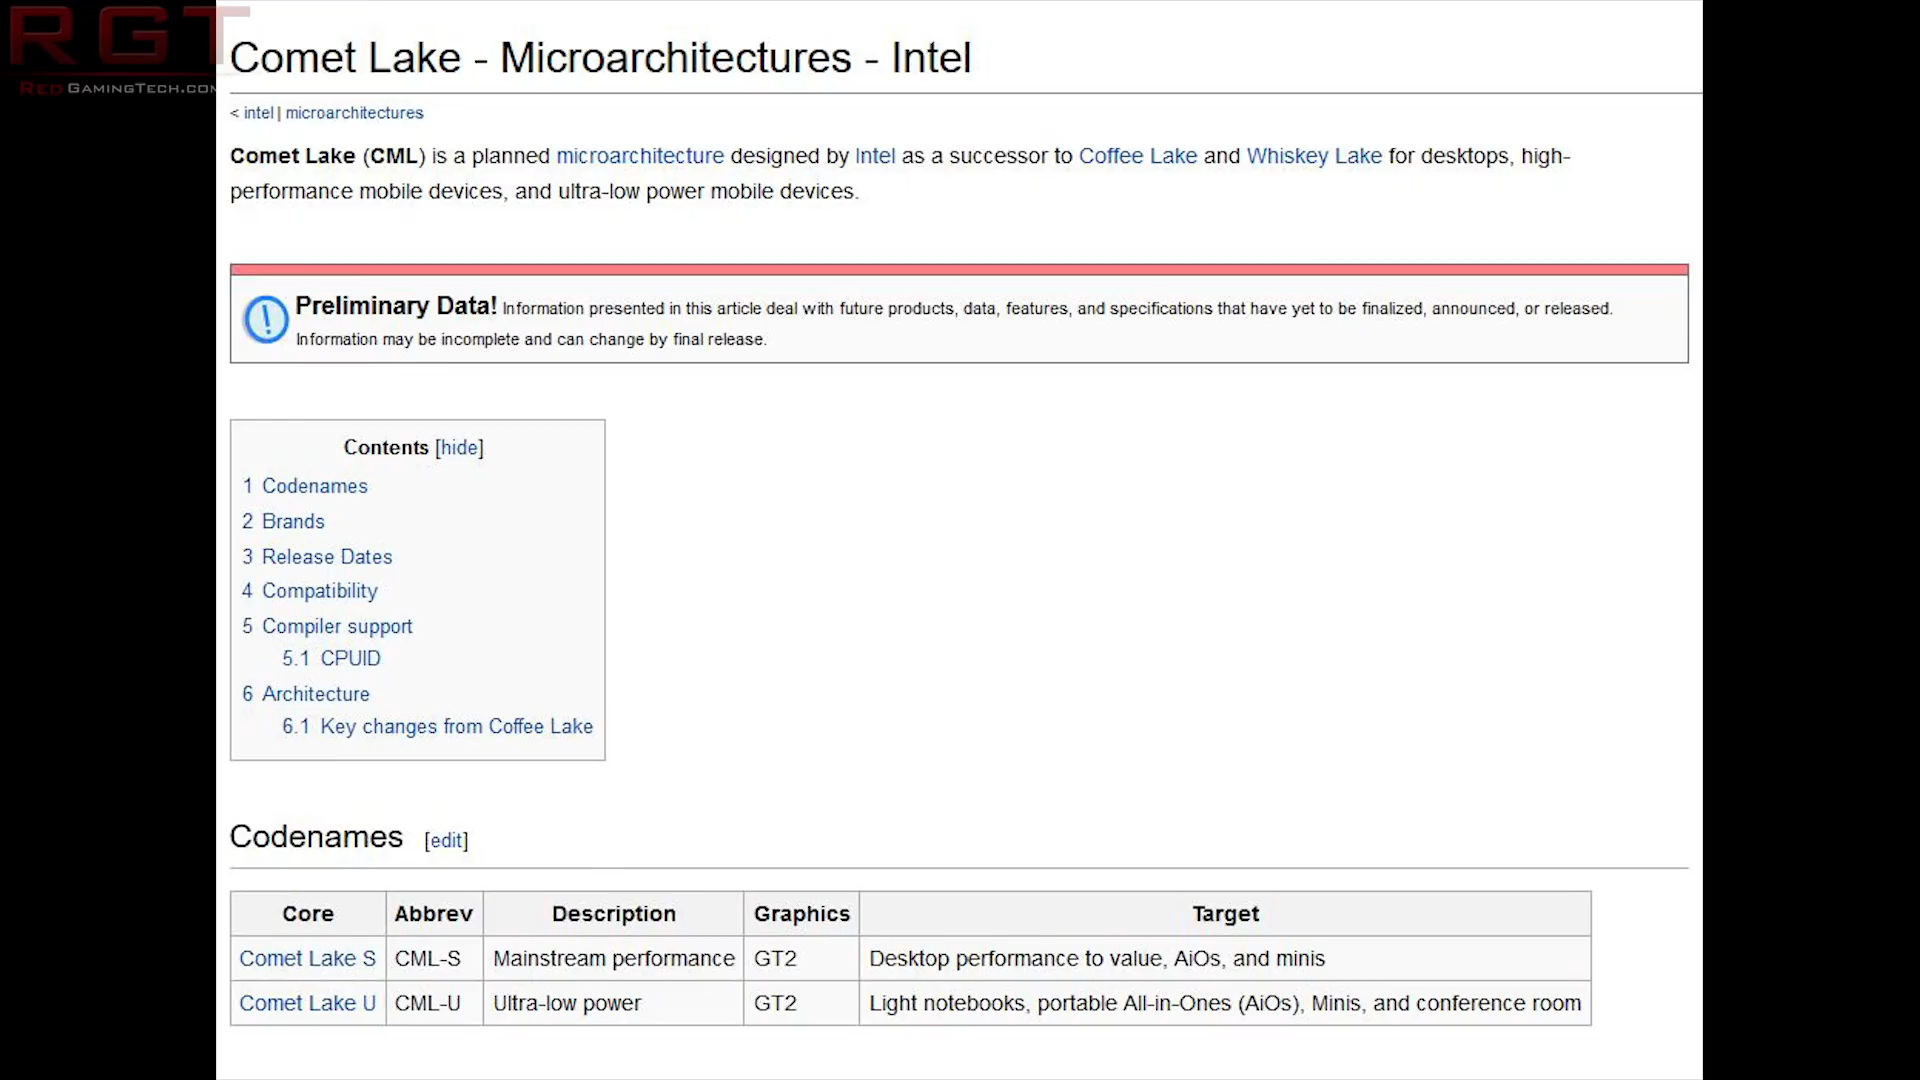 RGT
REDGAMINGTECH.COM
Comet Lake - Microarchitectures - Intel
< intel | microarchitectures
Comet Lake (CML) is a planned microarchitecture designed by Intel as a successor to Coffee Lake and Whiskey Lake for desktops, high-
performance mobile devices, and ultra-low power mobile devices.
Preliminary Data! Information presented in this article deal with future products, data, features, and specifications that have yet to be finalized, announced, or released.
Information may be incomplete and can change by final release.
Contents [hide]
1 Codenames
2 Brands
3 Release Dates
4 Compatibility
5 Compiler support
5.1 CPUID
6 Architecture
6.1 Key changes from Coffee Lake
Codenames [edit]
Core Abbrev Description Graphics Target
Comet Lake S CML-S Mainstream performance GT2 Desktop performance to value, AiOs, and minis
Comet Lake U CML-U Ultra-low power GT2 Light notebooks, portable All-in-Ones (AiOs), Minis, and conference room